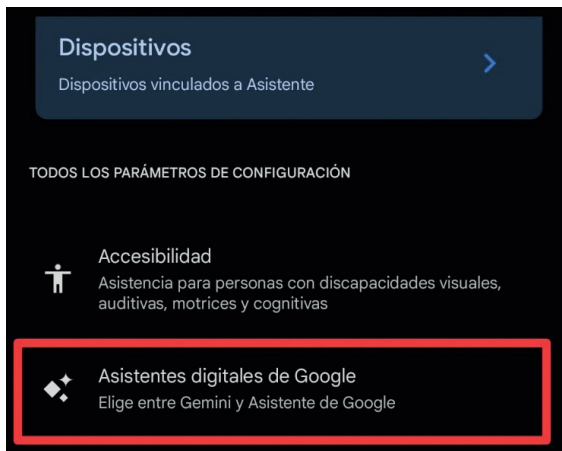 Dispositivos
Dispositivos vinculados a Asistente
TODOS LOS PARÁMETROS DE CONFIGURACIÓN
Accesibilidad
Asistencia para personas con discapacidades visuales,
auditivas, motrices y cognitivas
Asistentes digitales de Google
Elige entre Gemini y Asistente de Google